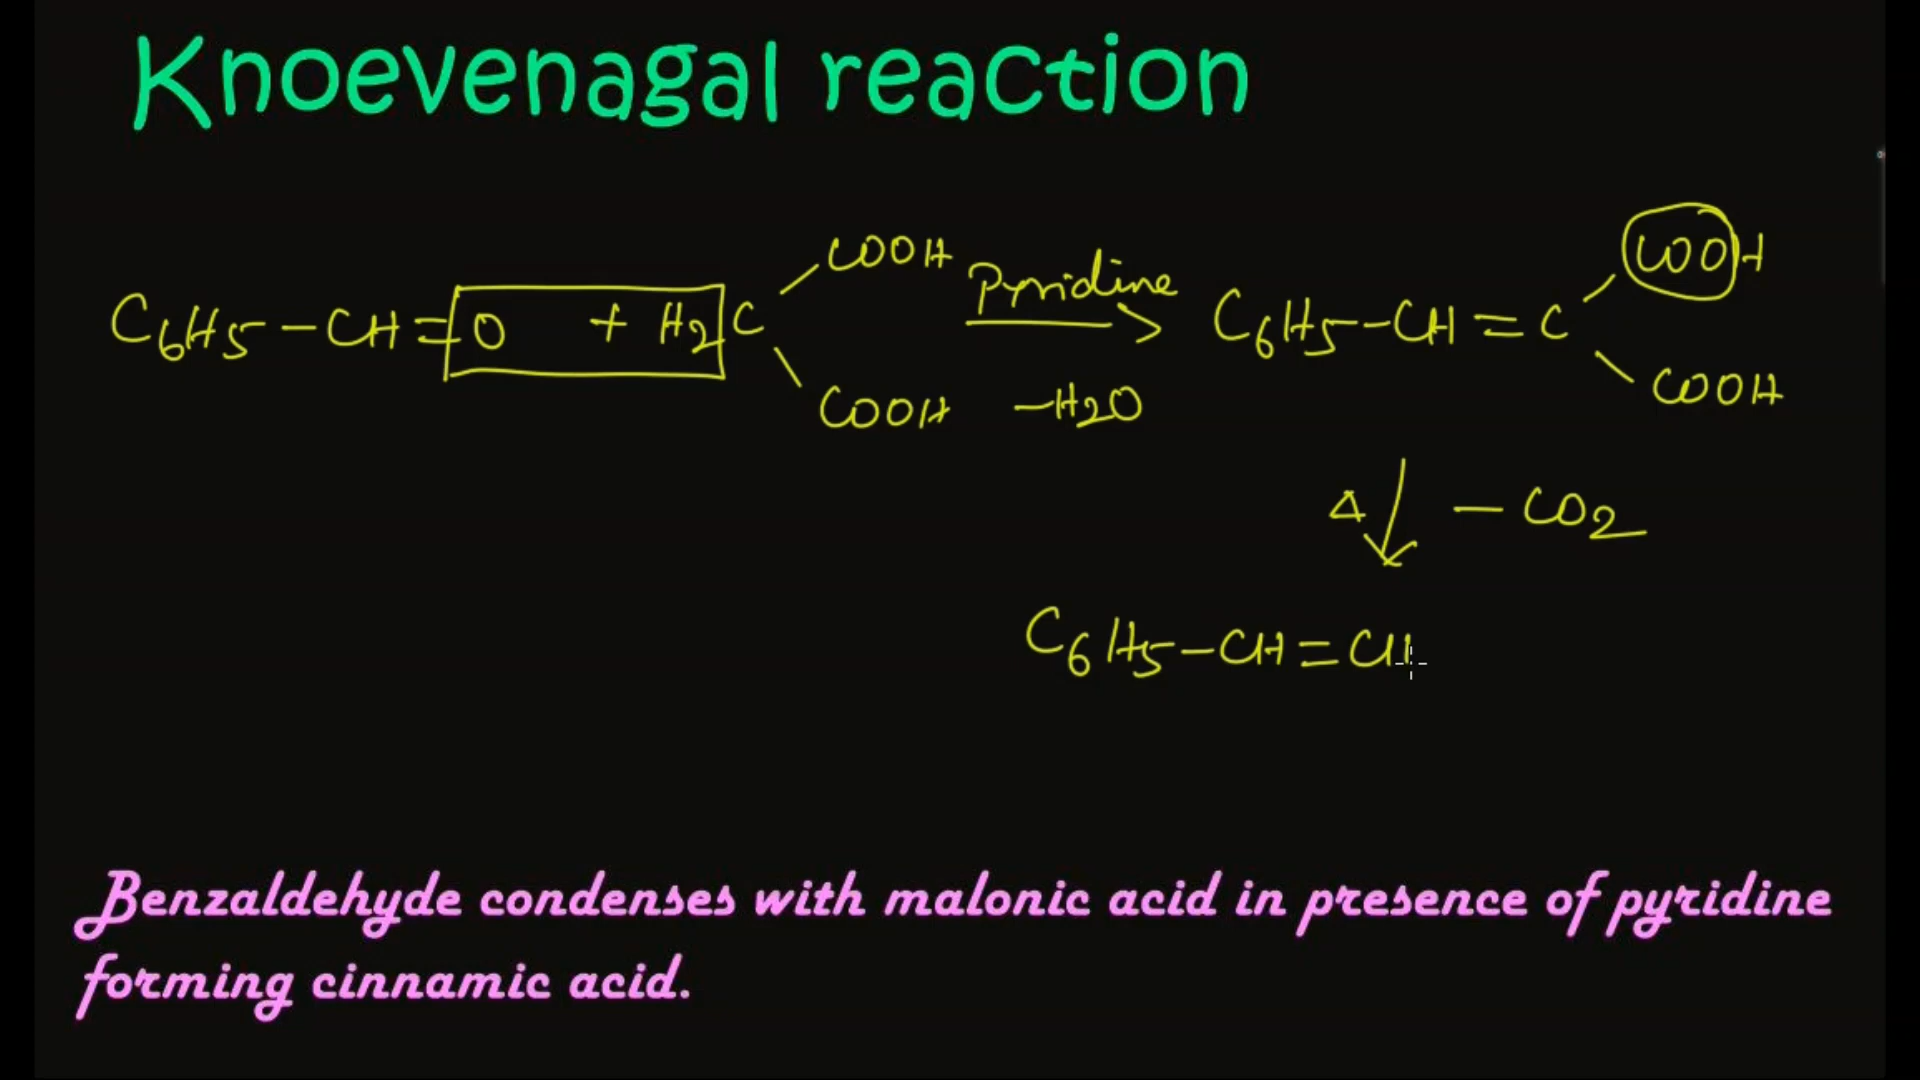 Knoevenagal reaction
COOH
COOH
Pyridine
C6H5-CH=O + H2C
C6H5-CH=C
COOH
-H2O
COOH
Δ
-CO2
C6H5-CH=CH
Benzaldehyde condenses with malonic acid in presence of pyridine
forming cinnamic acid.